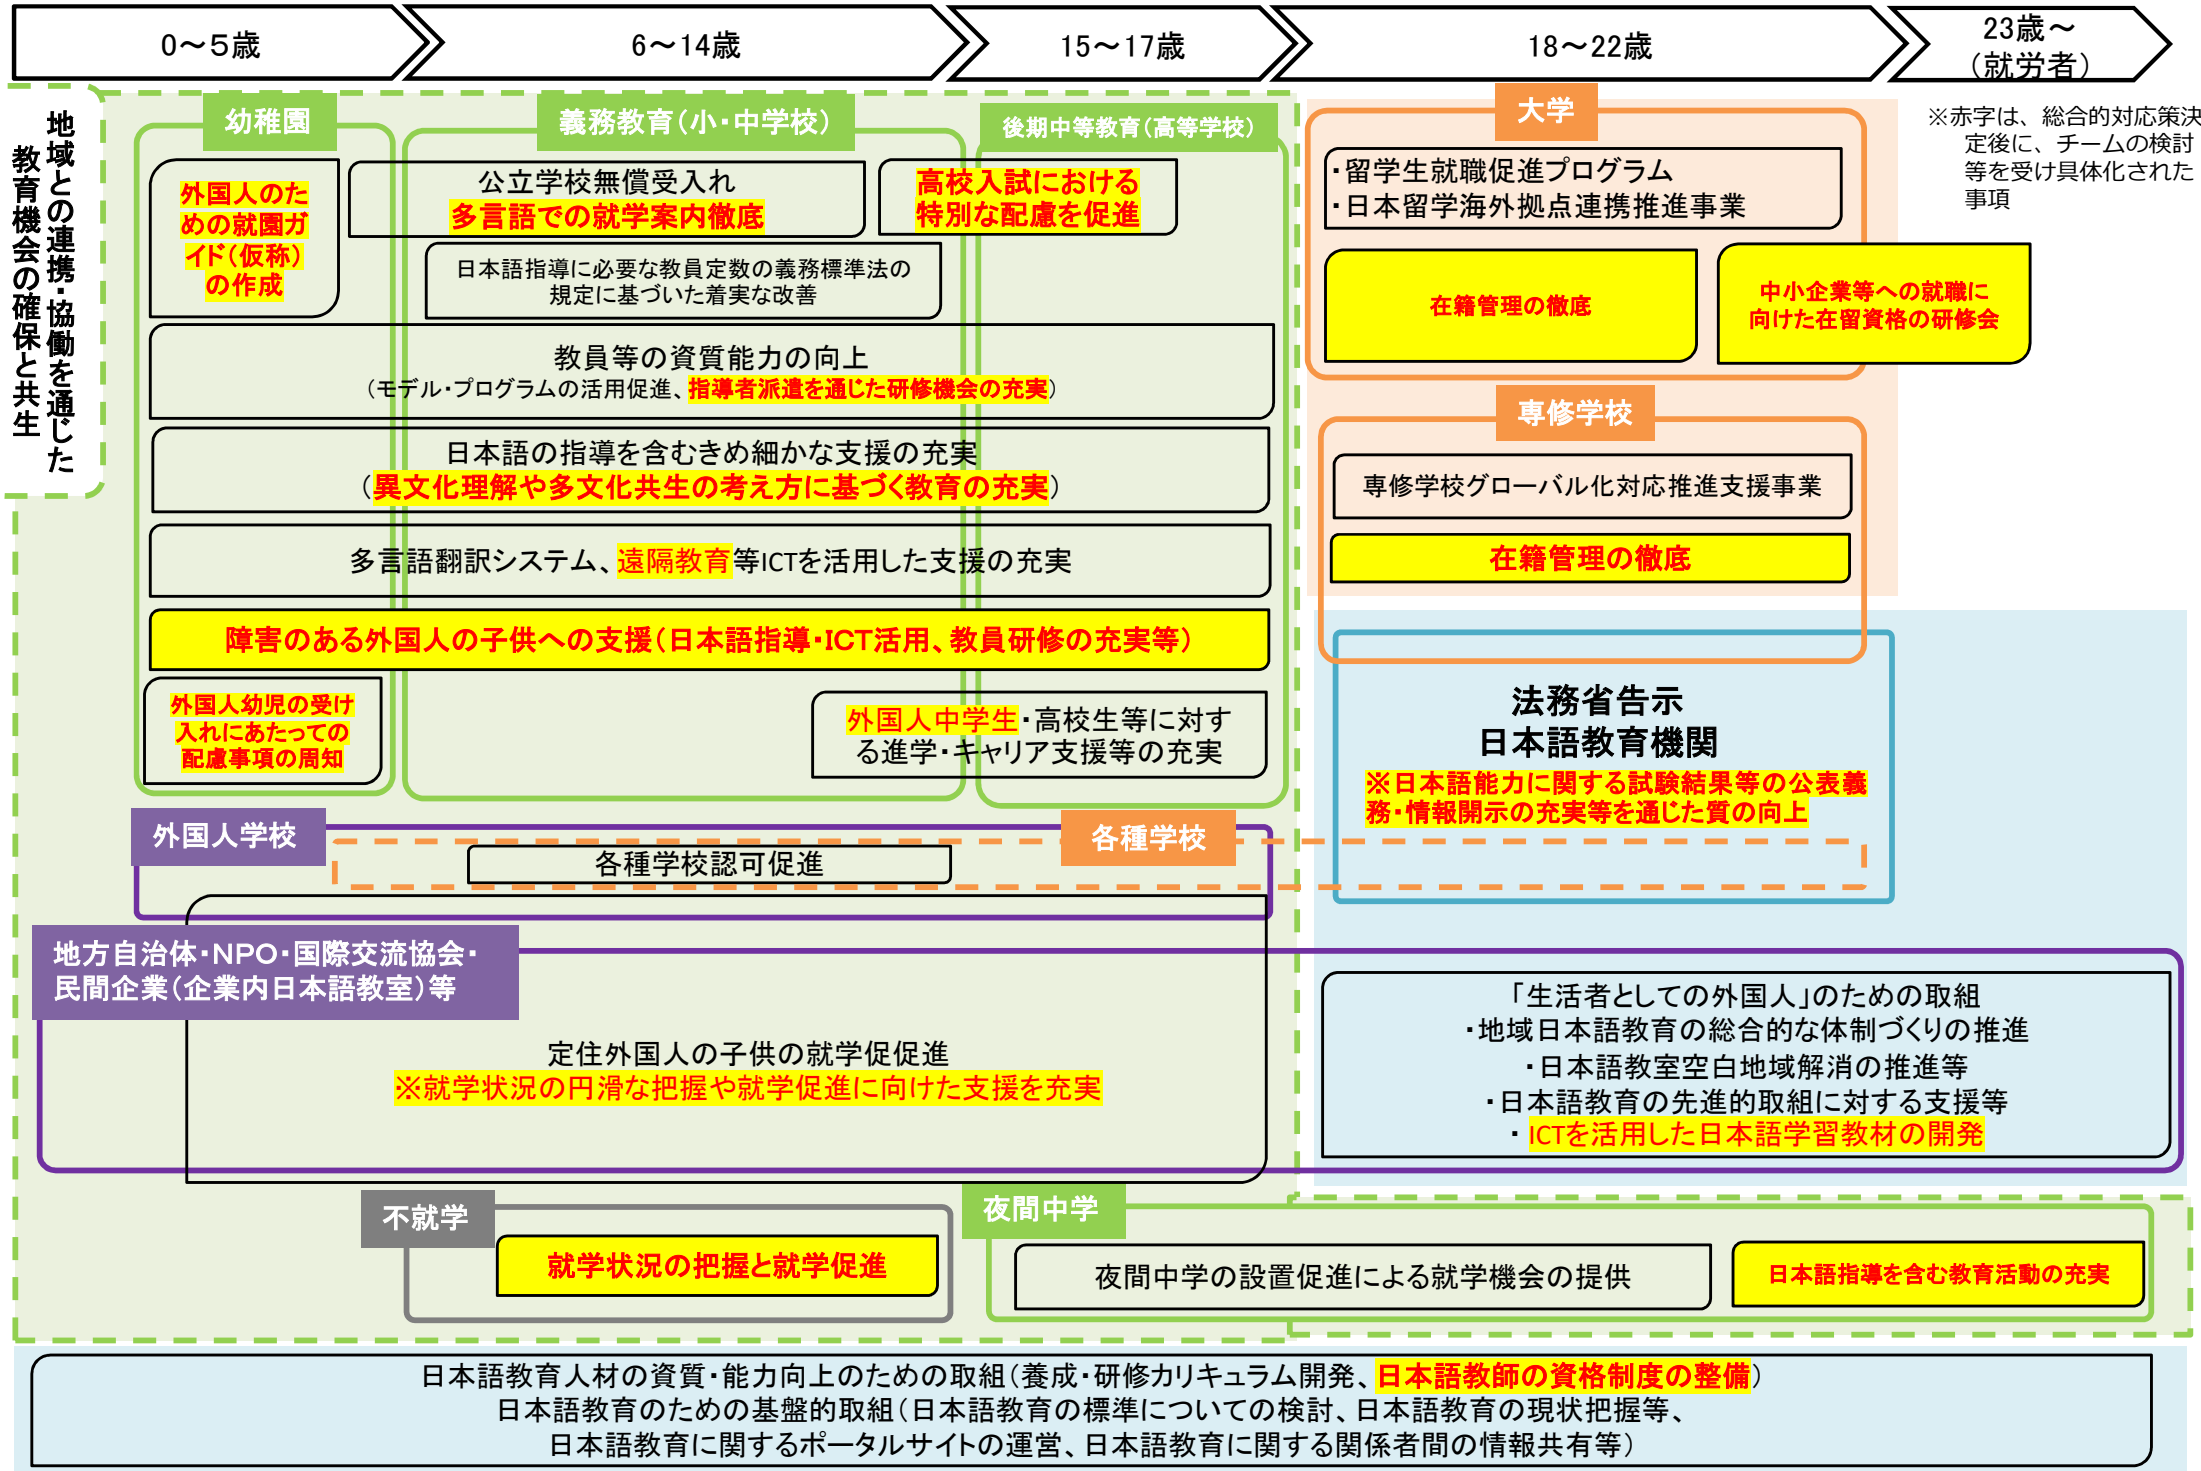 0～5歳
6～14歳
15～17歳
18～22歳
23歳～
（就労者）
※赤字は、総合的対応策決
定後に、チームの検討
等を受け具体化された
事項
地域との連携・協働を通じた
教育機会の確保と共生
幼稚園
義務教育（小・中学校）
後期中等教育（高等学校）
大学
外国人のた
めの就園ガ
イド（仮称）
の作成
公立学校無償受入れ
多言語での就学案内徹底
高校入試における
特別な配慮を促進
日本語指導に必要な教員定数の義務標準法の
規定に基づいた着実な改善
・留学生就職促進プログラム
・日本留学海外拠点連携推進事業
在籍管理の徹底
中小企業等への就職に
向けた在留資格の研修会
教員等の資質能力の向上
（モデル・プログラムの活用促進、指導者派遣を通じた研修機会の充実）
日本語の指導を含むきめ細かな支援の充実
（異文化理解や多文化共生の考え方に基づく教育の充実）
多言語翻訳システム、遠隔教育等ICTを活用した支援の充実
障害のある外国人の子供への支援（日本語指導・ICT活用、教員研修の充実等）
外国人幼児の受け
入れにあたっての
配慮事項の周知
外国人中学生・高校生等に対す
る進学・キャリア支援等の充実
専修学校
専修学校グローバル化対応推進支援事業
在籍管理の徹底
法務省告示
日本語教育機関
※日本語能力に関する試験結果等の公表義
務・情報開示の充実等を通じた質の向上
外国人学校
各種学校
各種学校認可促進
地方自治体・NPO・国際交流協会・
民間企業（企業内日本語教室）等
定住外国人の子供の就学促促進
※就学状況の円滑な把握や就学促進に向けた支援を充実
「生活者としての外国人」のための取組
・地域日本語教育の総合的な体制づくりの推進
・日本語教室空白地域解消の推進等
・日本語教育の先進的取組に対する支援等
・ICTを活用した日本語学習教材の開発
不就学
就学状況の把握と就学促進
夜間中学
夜間中学の設置促進による就学機会の提供
日本語指導を含む教育活動の充実
日本語教育人材の資質・能力向上のための取組（養成・研修カリキュラム開発、日本語教師の資格制度の整備）
日本語教育のための基盤的取組（日本語教育の標準についての検討、日本語教育の現状把握等、
日本語教育に関するポータルサイトの運営、日本語教育に関する関係者間の情報共有等）